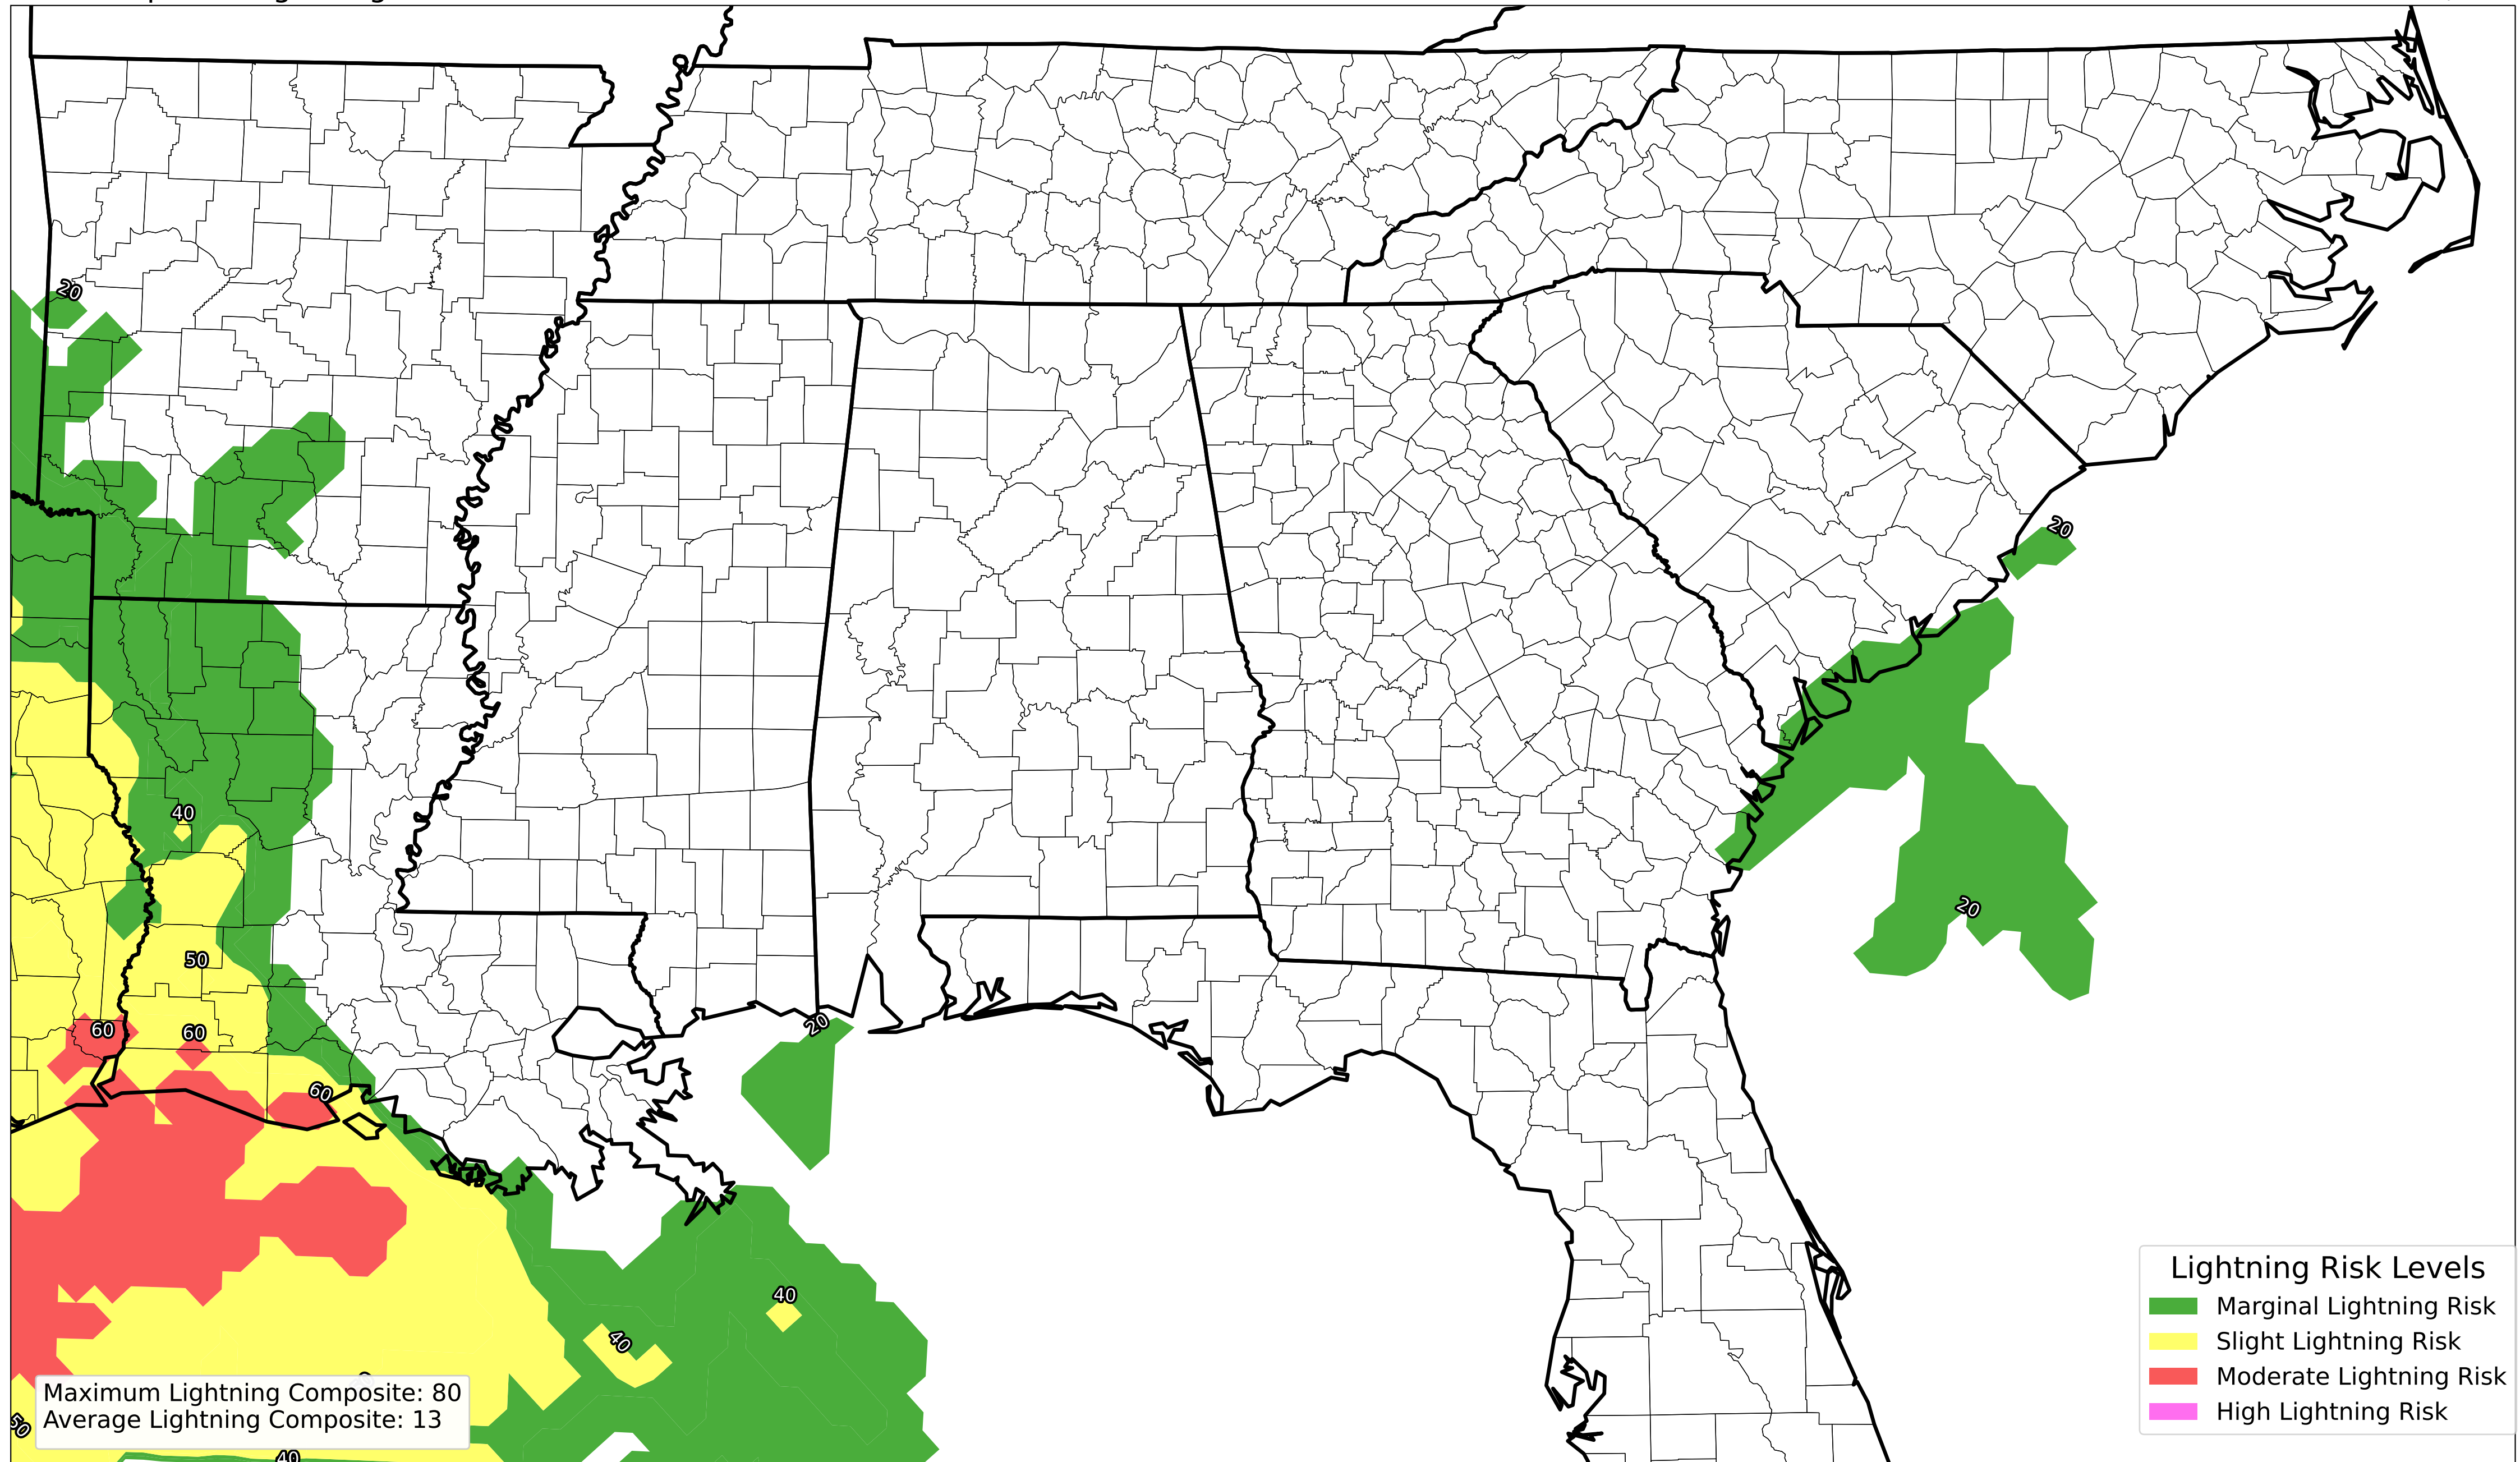 20
20
40
20
50
60
60
20
60
40
40
50
40
Lightning Risk Levels
Marginal Lightning Risk
Slight Lightning Risk
Moderate Lightning Risk
High Lightning Risk
Maximum Lightning Composite: 80
Average Lightning Composite: 13